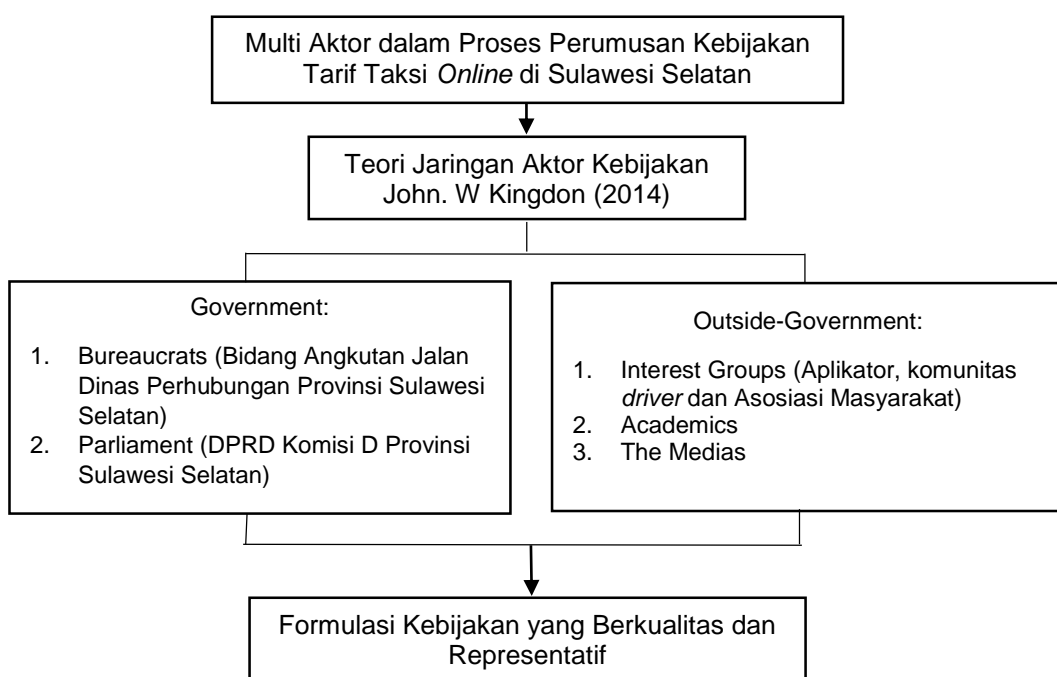 Multi Aktor dalam Proses Perumusan Kebijakan
Tarif Taksi Online di Sulawesi Selatan
Teori Jaringan Aktor Kebijakan
John. W Kingdon (2014)
Government:
1. Bureaucrats (Bidang Angkutan Jalan
Dinas Perhubungan Provinsi Sulawesi
Selatan)
2. Parliament (DPRD Komisi D Provinsi
Sulawesi Selatan)
Outside-Government:
1. Interest Groups (Aplikator, komunitas
driver dan Asosiasi Masyarakat)
2. Academics
3. The Medias
Formulasi Kebijakan yang Berkualitas dan
Representatif